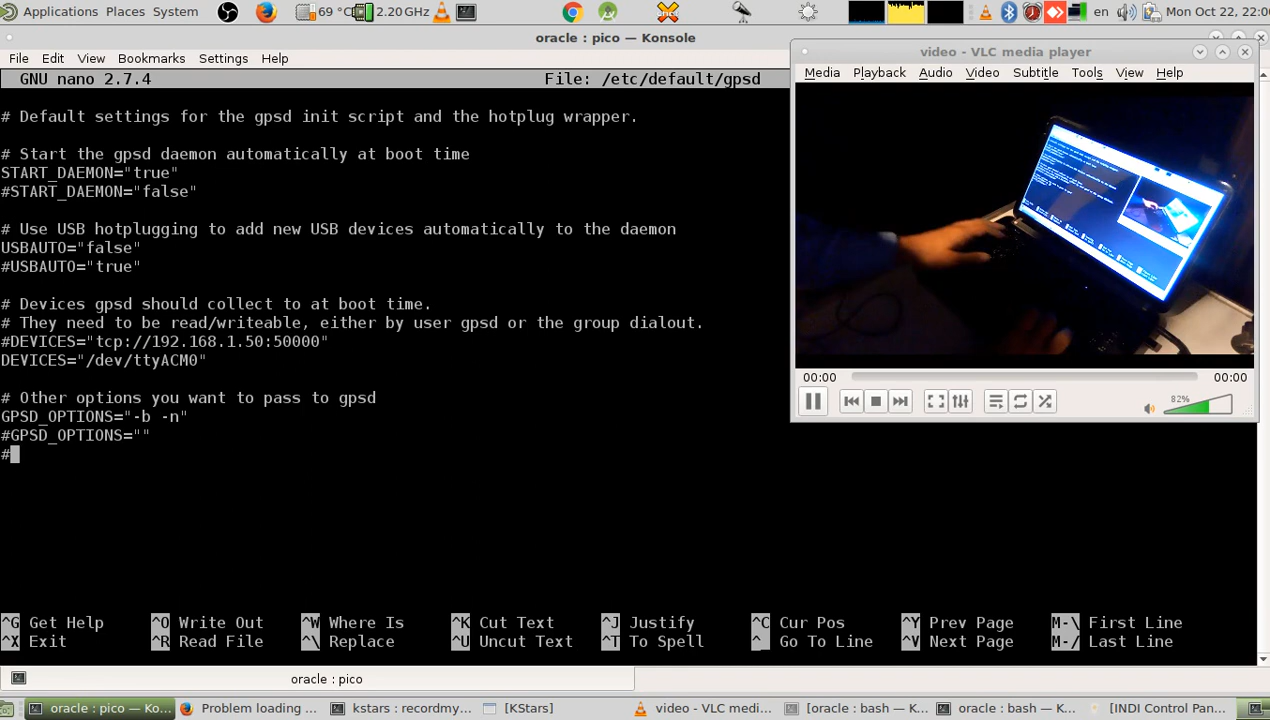 Applications Places System 69 °C 2.20 GHz en Mon Oct 22, 22:0
oracle : pico — Konsole
File Edit View Bookmarks Settings Help
GNU nano 2.7.4 File: /etc/default/gpsd
# Default settings for the gpsd init script and the hotplug wrapper.
# Start the gpsd daemon automatically at boot time
START_DAEMON="true"
#START_DAEMON="false"
# Use USB hotplugging to add new USB devices automatically to the daemon
USBAUTO="false"
#USBAUTO="true"
# Devices gpsd should collect to at boot time.
# They need to be read/writeable, either by user gpsd or the group dialout.
#DEVICES="tcp://192.168.1.50:50000"
DEVICES="/dev/ttyACM0"
# Other options you want to pass to gpsd
GPSD_OPTIONS="-b -n"
#GPSD_OPTIONS=""
#
video - VLC media player
Media Playback Audio Video Subtitle Tools View Help
00:00 00:00
82%
^G Get Help ^O Write Out ^W Where Is ^K Cut Text ^J Justify ^C Cur Pos ^Y Prev Page M-\ First Line
^X Exit ^R Read File ^\ Replace ^U Uncut Text ^T To Spell ^_ Go To Line ^V Next Page M-/ Last Line
oracle : pico
oracle : pico — Ko... Problem loading ... kstars : recordmy... [KStars] video - VLC medi... [oracle : bash — K... oracle : bash — K... [INDI Control Pan...